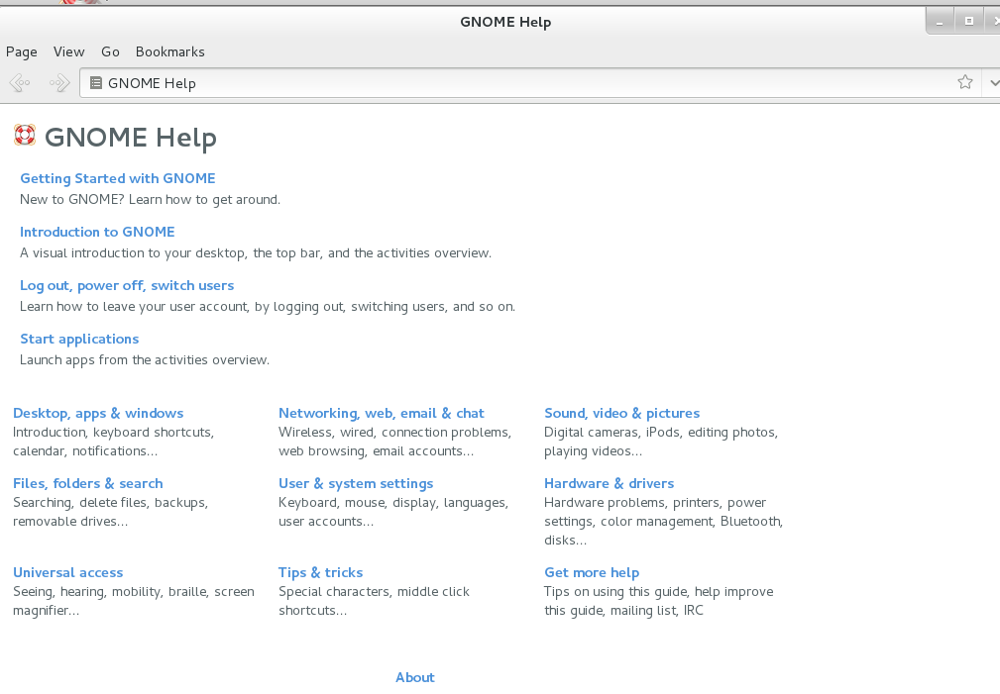 GNOME Help
Page View Go Bookmarks
GNOME Help
GNOME Help
Getting Started with GNOME
New to GNOME? Learn how to get around.
Introduction to GNOME
A visual introduction to your desktop, the top bar, and the activities overview.
Log out, power off, switch users
Learn how to leave your user account, by logging out, switching users, and so on.
Start applications
Launch apps from the activities overview.
Desktop, apps & windows
Introduction, keyboard shortcuts,
calendar, notifications…
Networking, web, email & chat
Wireless, wired, connection problems,
web browsing, email accounts…
Sound, video & pictures
Digital cameras, iPods, editing photos,
playing videos…
Files, folders & search
Searching, delete files, backups,
removable drives…
User & system settings
Keyboard, mouse, display, languages,
user accounts…
Hardware & drivers
Hardware problems, printers, power
settings, color management, Bluetooth,
disks…
Universal access
Seeing, hearing, mobility, braille, screen
magnifier…
Tips & tricks
Special characters, middle click
shortcuts…
Get more help
Tips on using this guide, help improve
this guide, mailing list, IRC
About